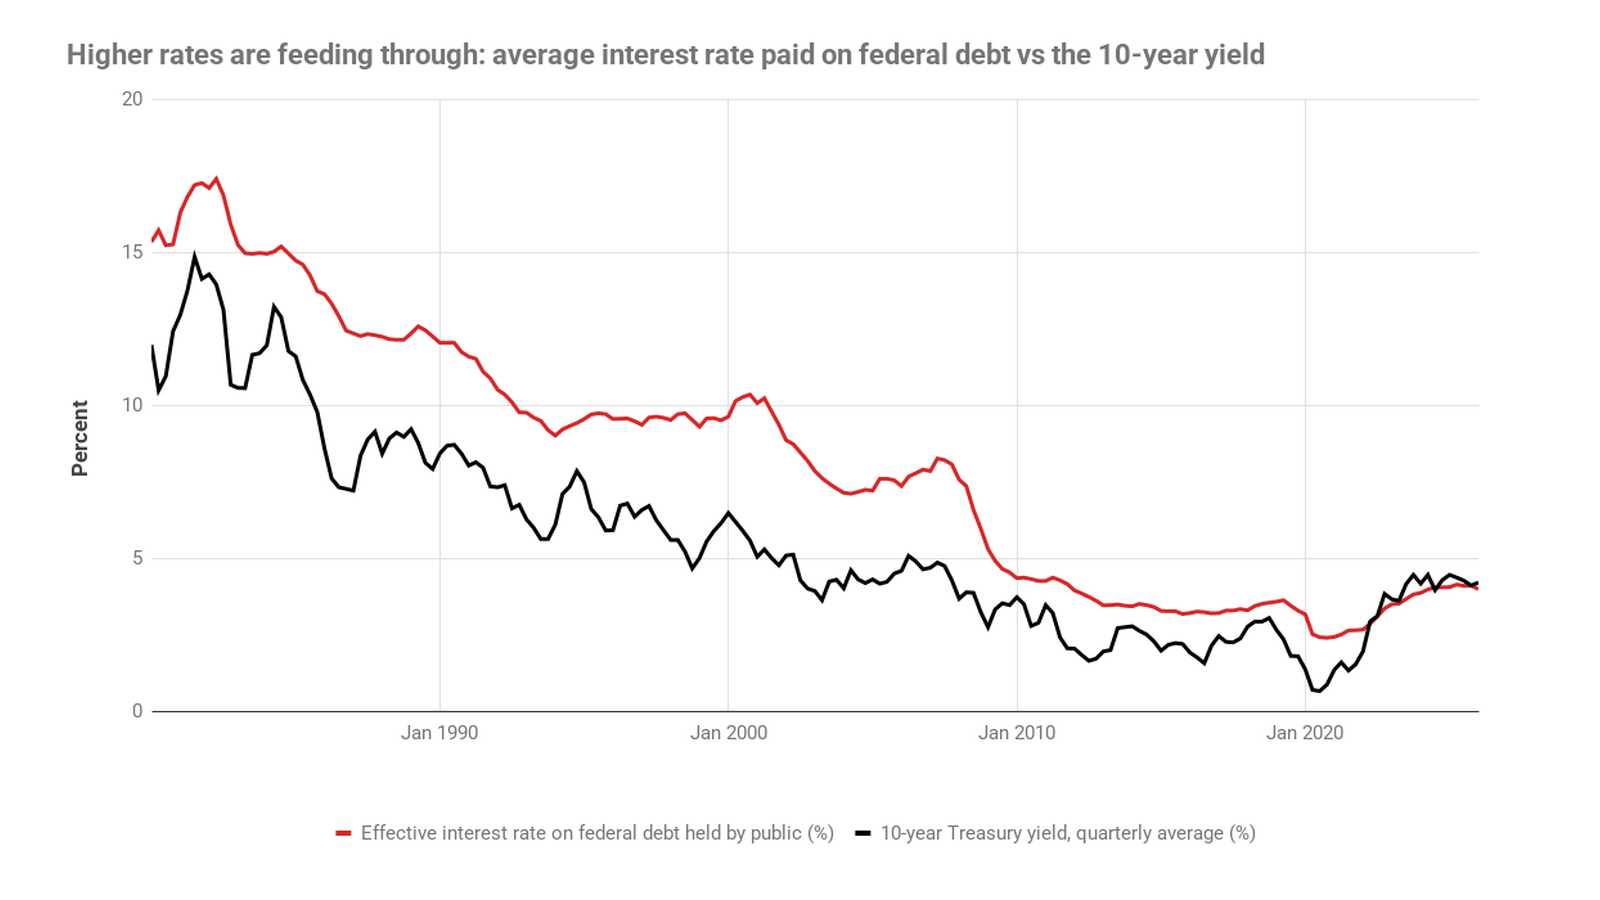 Higher rates are feeding through: average interest rate paid on federal debt vs the 10-year yield
20
15
10
5
0
Percent
Jan 1990
Jan 2000
Jan 2010
Jan 2020
Effective interest rate on federal debt held by public (%)
10-year Treasury yield, quarterly average (%)